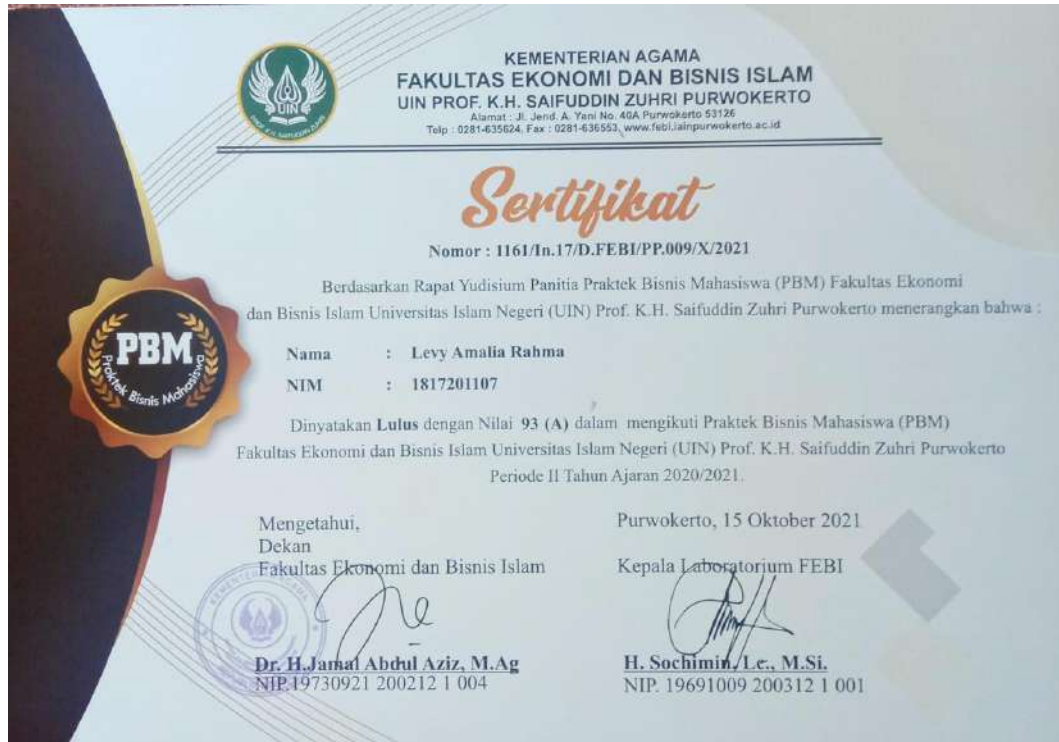 KEMENTERIAN AGAMA
FAKULTAS EKONOMI DAN BISNIS ISLAM
UIN PROF. K.H. SAIFUDDIN ZUHRI PURWOKERTO
Alamat : Jl. Jend. A. Yani No. 40A Purwokerto 53126
Telp : 0281-635624, Fax : 0281-636553, www.febi.iainpurwokerto.ac.id
UIN
Sertifikat
Nomor : 1161/In.17/D.FEBI/PP.009/X/2021
Berdasarkan Rapat Yudisium Panitia Praktek Bisnis Mahasiswa (PBM) Fakultas Ekonomi
dan Bisnis Islam Universitas Islam Negeri (UIN) Prof. K.H. Saifuddin Zuhri Purwokerto menerangkan bahwa :
PBM
Praktek Bisnis Mahasiswa
Nama : Levy Amalia Rahma
NIM : 1817201107
Dinyatakan Lulus dengan Nilai 93 (A) dalam mengikuti Praktek Bisnis Mahasiswa (PBM)
Fakultas Ekonomi dan Bisnis Islam Universitas Islam Negeri (UIN) Prof. K.H. Saifuddin Zuhri Purwokerto
Periode II Tahun Ajaran 2020/2021.
Mengetahui,
Dekan
Fakultas Ekonomi dan Bisnis Islam
KEMENTERIAN AGAMA
Dr. H.Jamal Abdul Aziz, M.Ag
NIP.19730921 200212 1 004
Purwokerto, 15 Oktober 2021
Kepala Laboratorium FEBI
H. Sochimin, Lc., M.Si.
NIP. 19691009 200312 1 001